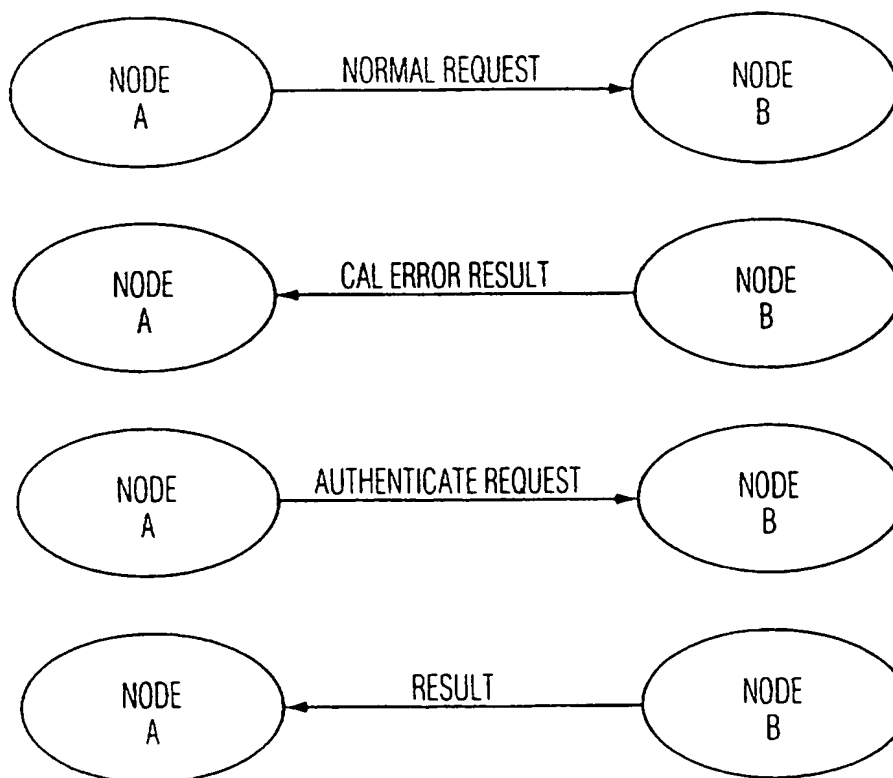 NODE
A
NORMAL REQUEST
NODE
B
NODE
A
CAL ERROR RESULT
NODE
B
NODE
A
AUTHENTICATE REQUEST
NODE
B
NODE
A
RESULT
NODE
B